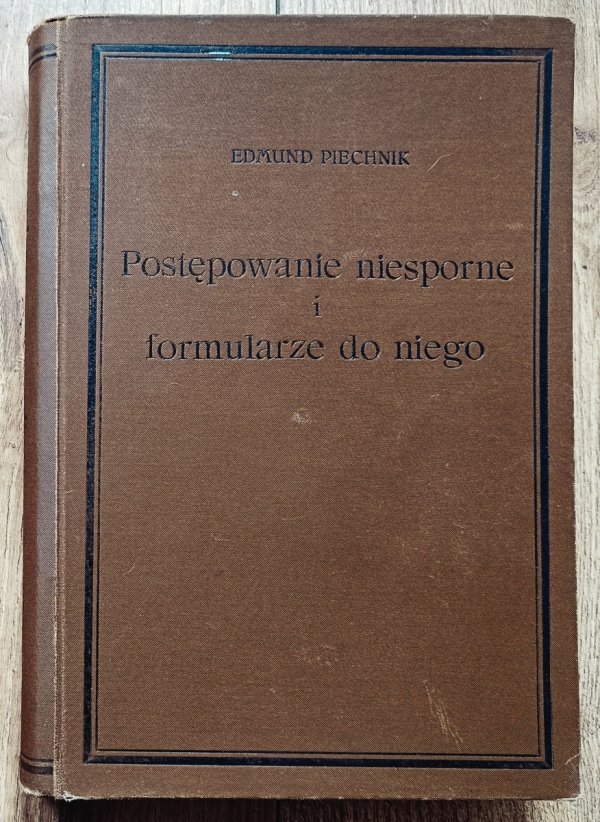 EDMUND PIECHNIK
Postępowanie niesporne
i
formularze do niego